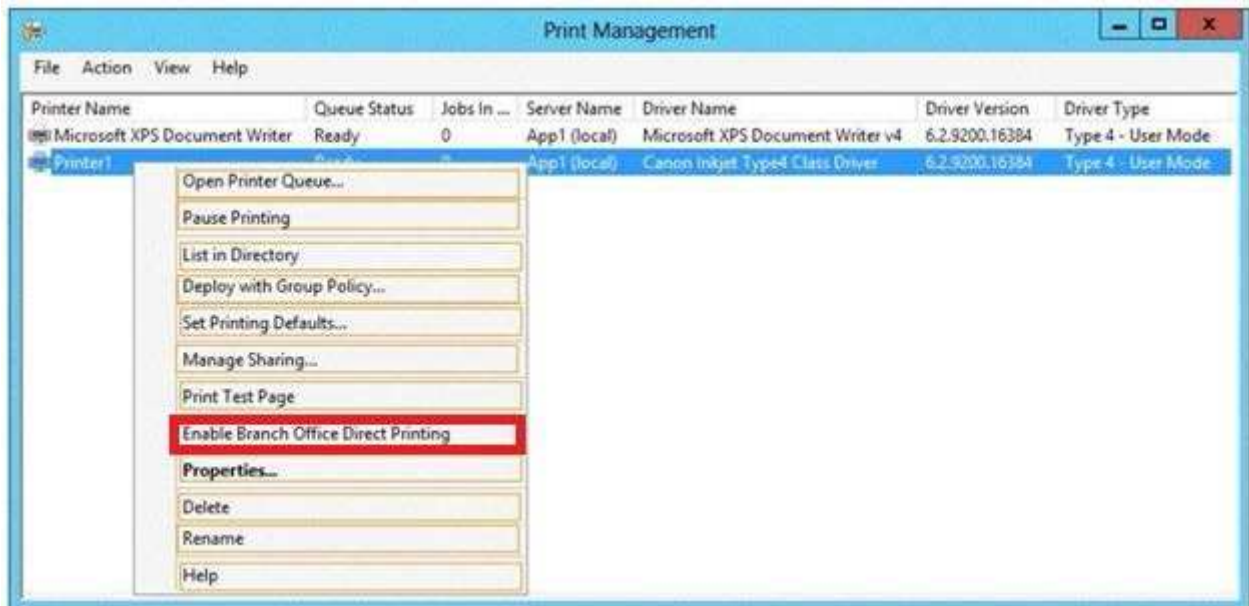 Print Management
File Action View Help
Printer Name Queue Status Jobs In ... Server Name Driver Name Driver Version Driver Type
Microsoft XPS Document Writer Ready 0 App1 (local) Microsoft XPS Document Writer v4 6.2.9200.16384 Type 4 - User Mode
Printer1 Ready 0 App1 (local) Canon Inkjet Type4 Class Driver 6.2.9200.16384 Type 4 - User Mode
Open Printer Queue...
Pause Printing
List in Directory
Deploy with Group Policy...
Set Printing Defaults...
Manage Sharing...
Print Test Page
Enable Branch Office Direct Printing
Properties...
Delete
Rename
Help